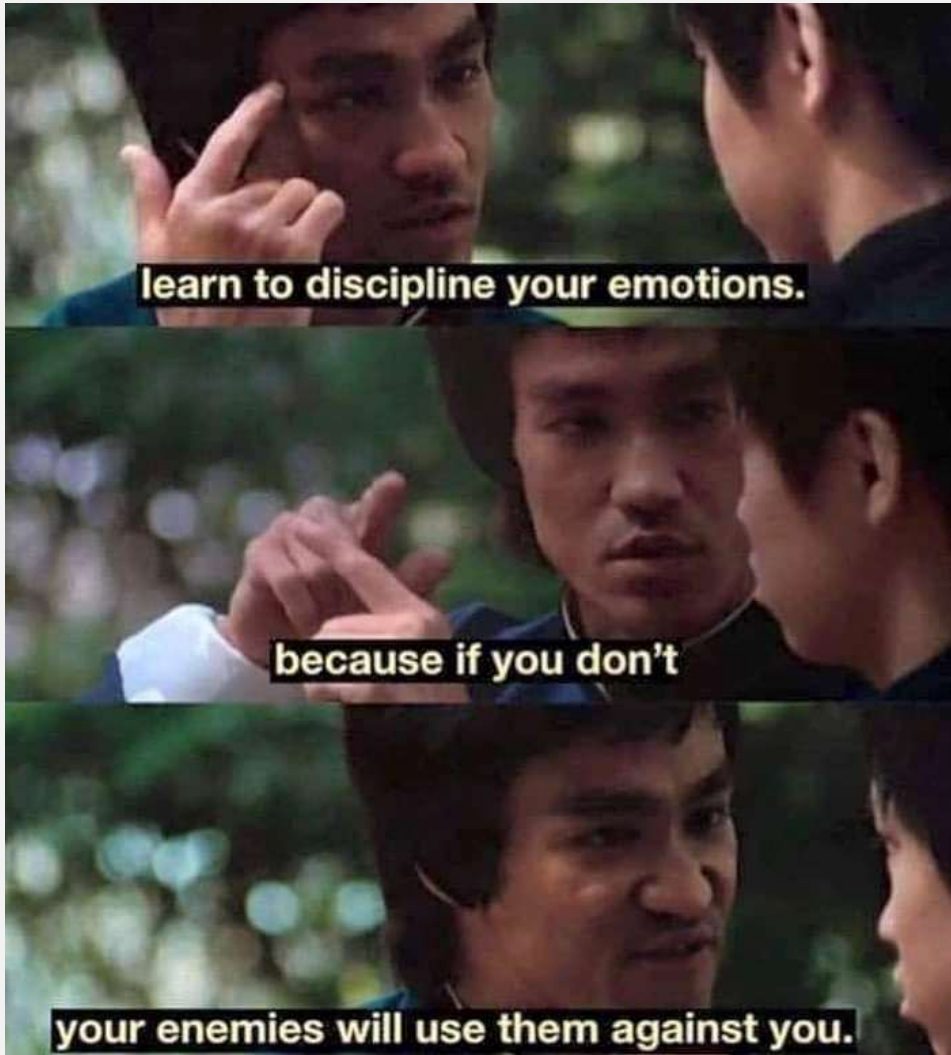 learn to discipline your emotions.
because if you don't
your enemies will use them against you.